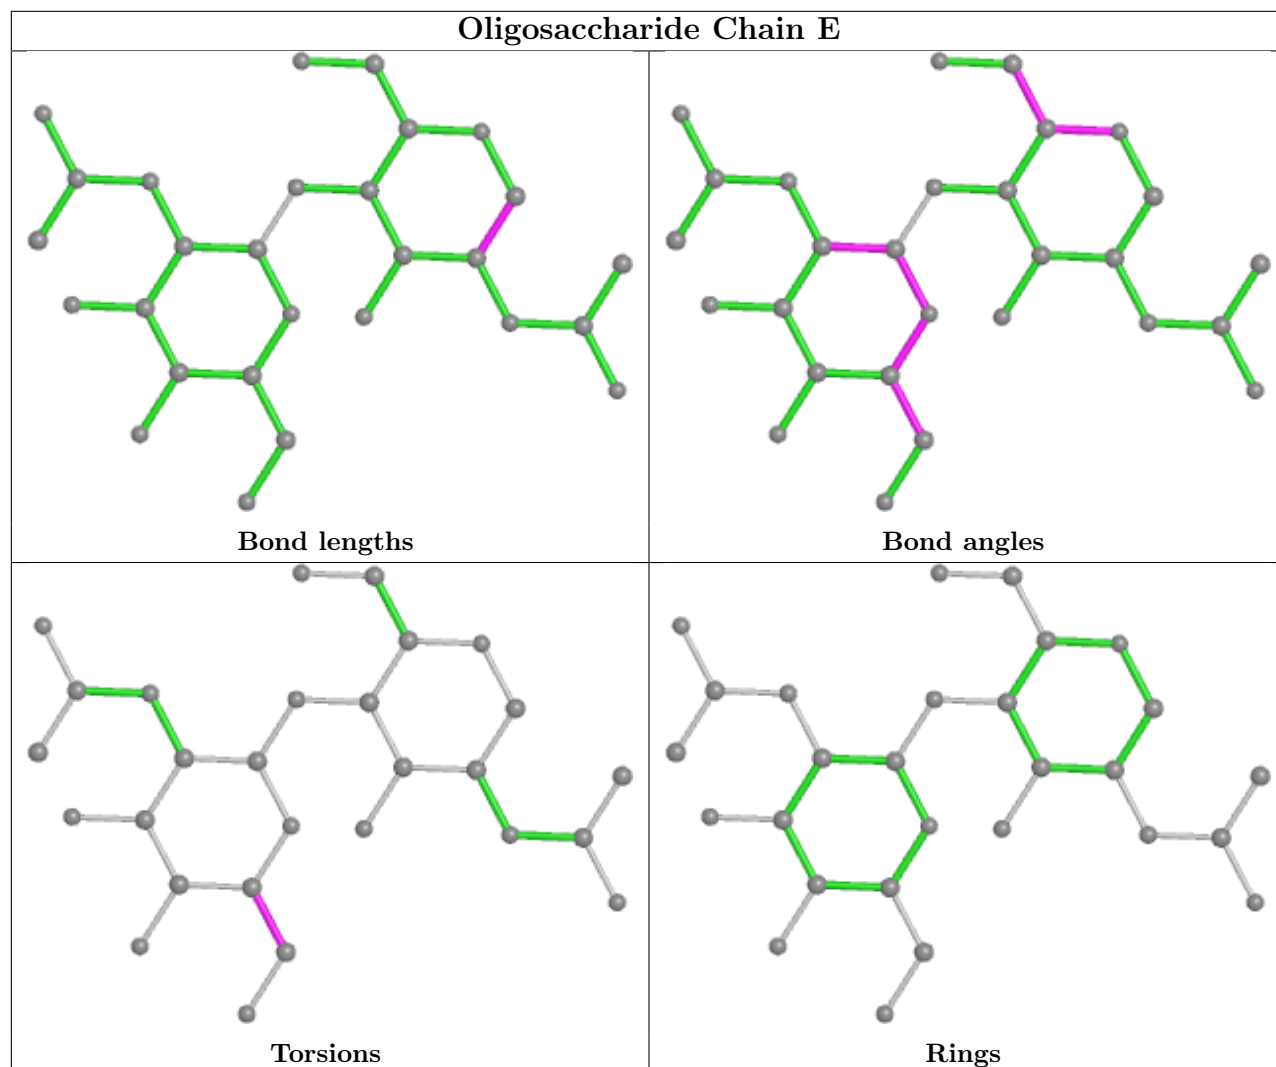 Oligosaccharide Chain E
Bond lengths
Bond angles
Torsions
Rings